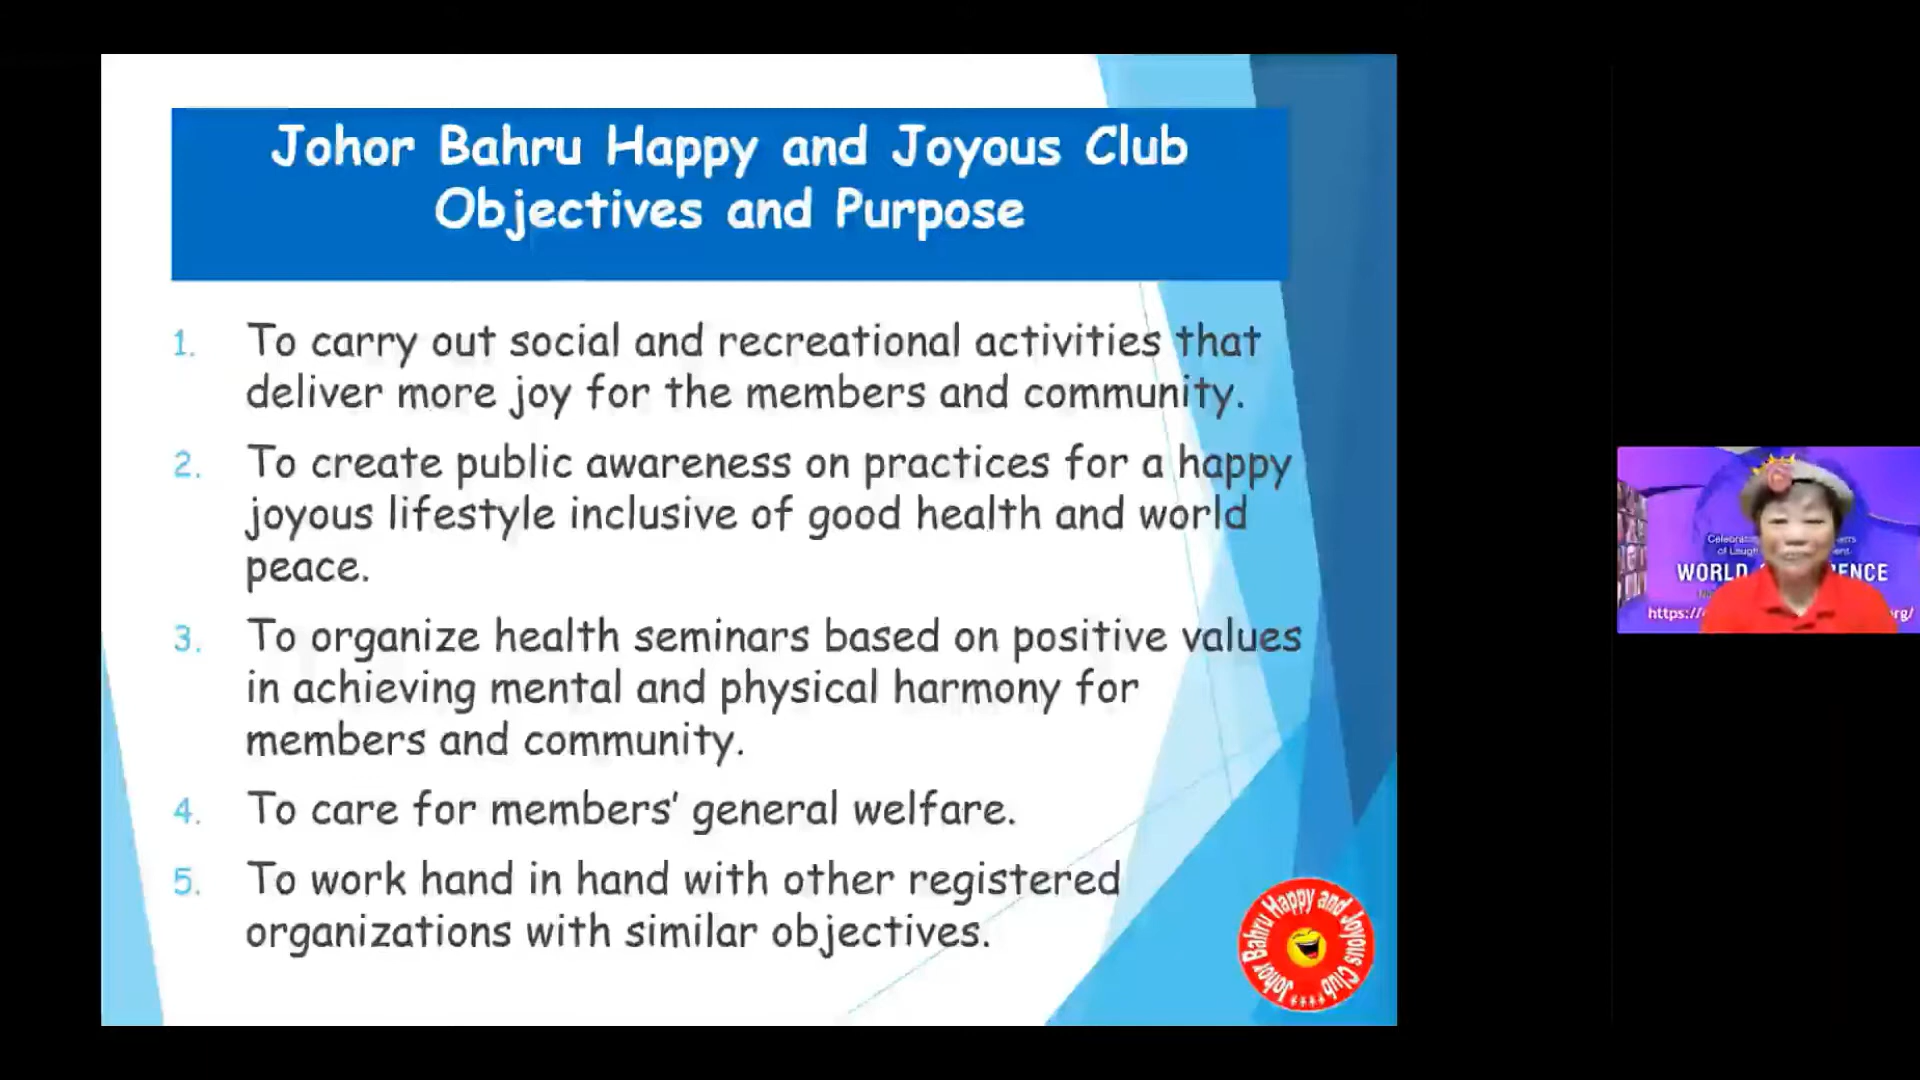 Johor Bahru Happy and Joyous Club
Objectives and Purpose
1. To carry out social and recreational activities that
deliver more joy for the members and community.
2. To create public awareness on practices for a happy
joyous lifestyle inclusive of good health and world
peace.
3. To organize health seminars based on positive values
in achieving mental and physical harmony for
members and community.
4. To care for members’ general welfare.
5. To work hand in hand with other registered
organizations with similar objectives.
Johor Bahru Happy and Joyous Club
of
WORLD
https://